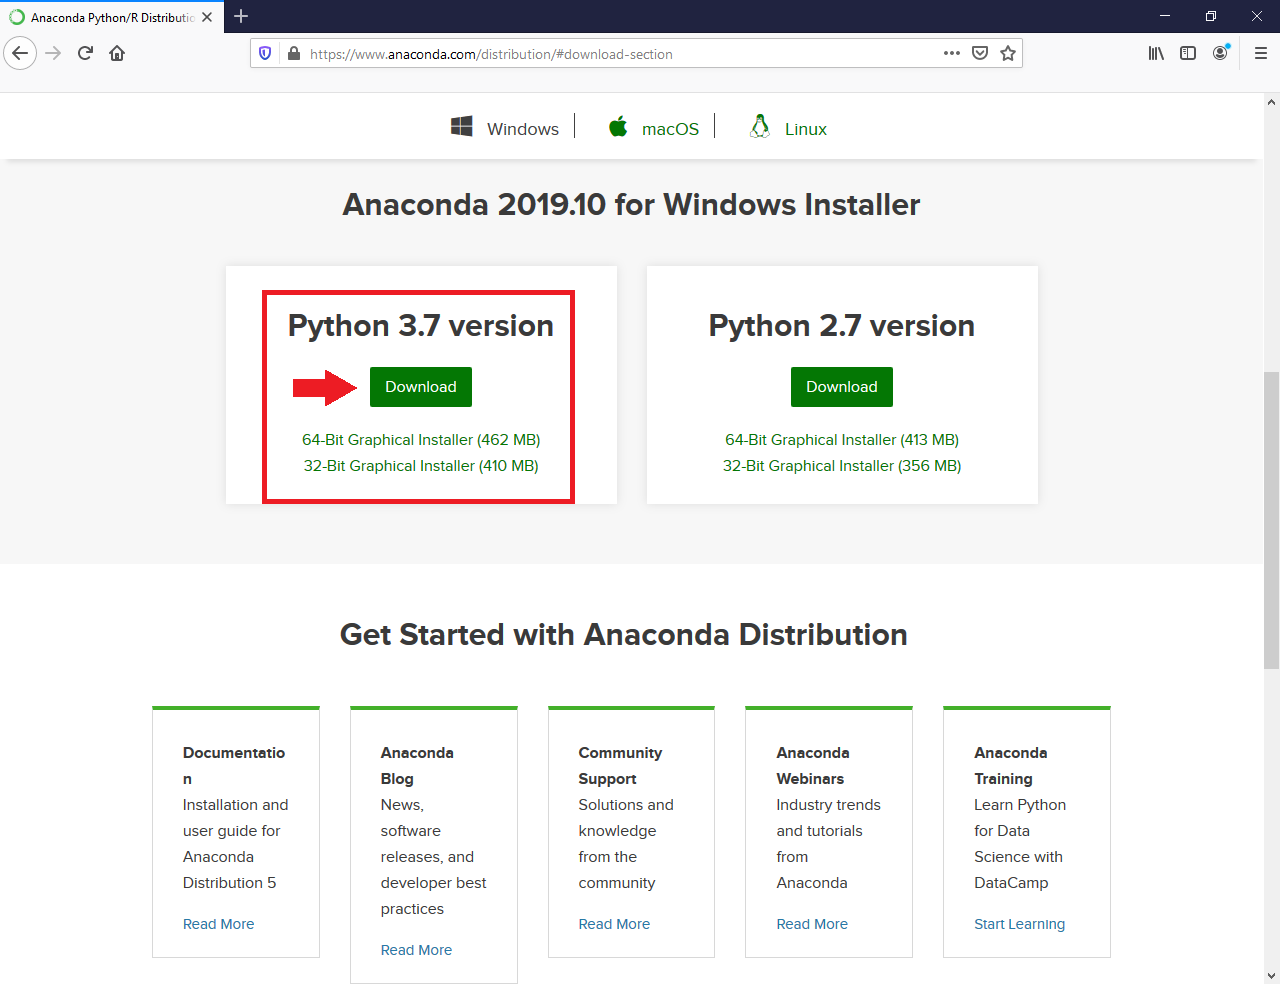 Anaconda Python/R Distributio
https://www.anaconda.com/distribution/#download-section
Windows
macOS
Linux
Anaconda 2019.10 for Windows Installer
Python 3.7 version
Download
64-Bit Graphical Installer (462 MB)
32-Bit Graphical Installer (410 MB)
Python 2.7 version
Download
64-Bit Graphical Installer (413 MB)
32-Bit Graphical Installer (356 MB)
Get Started with Anaconda Distribution
Documentatio
n
Installation and
user guide for
Anaconda
Distribution 5
Read More
Anaconda
Blog
News,
software
releases, and
developer best
practices
Read More
Community
Support
Solutions and
knowledge
from the
community
Read More
Anaconda
Webinars
Industry trends
and tutorials
from
Anaconda
Read More
Anaconda
Training
Learn Python
for Data
Science with
DataCamp
Start Learning